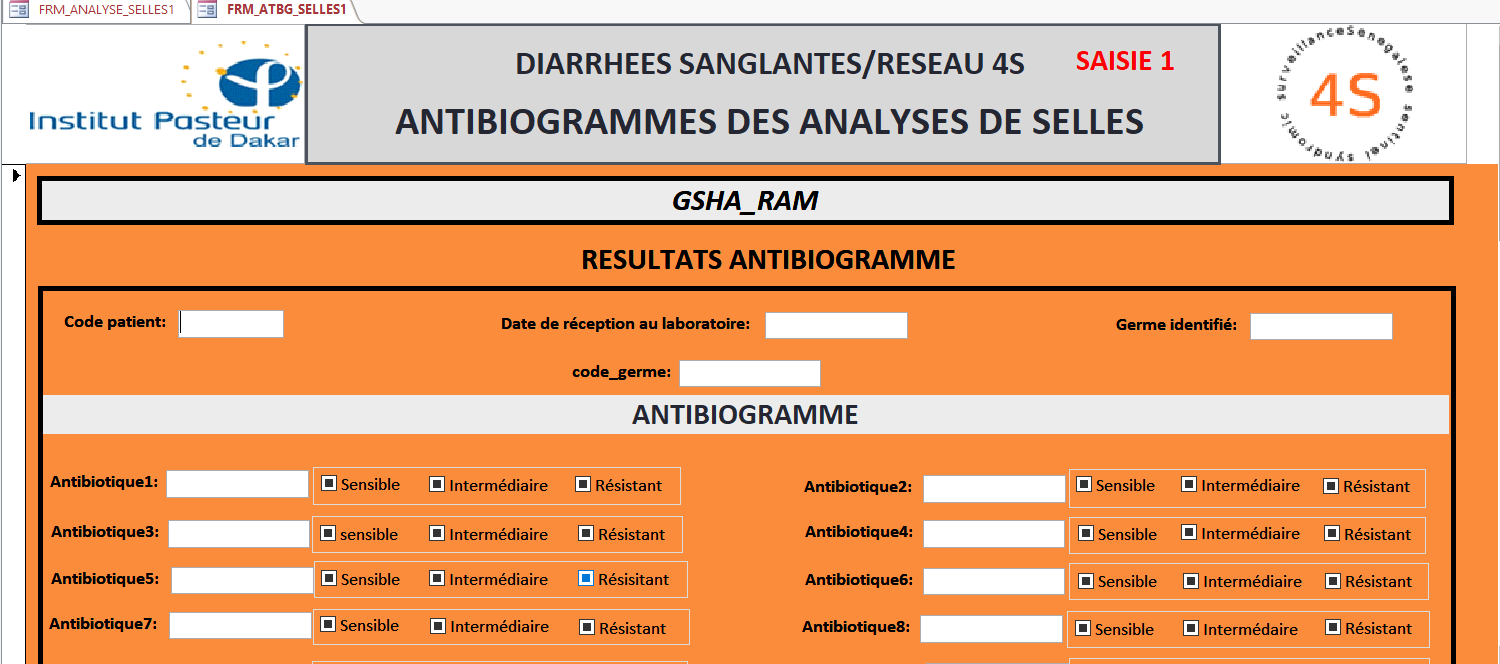 FRM_ANALYSE_SELLES1 FRM_ATBG_SELLES1
Institut Pasteur
de Dakar
DIARRHEES SANGLANTES/RESEAU 4S SAISIE 1
ANTIBIOGRAMMES DES ANALYSES DE SELLES
surveillanceSénégalese sentinel syndromic
4S
GSHA_RAM
RESULTATS ANTIBIOGRAMME
Code patient: Date de réception au laboratoire: Germe identifié:
code_germe:
ANTIBIOGRAMME
Antibiotique1: Sensible Intermédiaire Résistant Antibiotique2: Sensible Intermédiaire Résistant
Antibiotique3: sensible Intermédiaire Résistant Antibiotique4: Sensible Intermédiaire Résistant
Antibiotique5: Sensible Intermédiaire Résisitant Antibiotique6: Sensible Intermédiaire Résistant
Antibiotique7: Sensible Intermédiaire Résistant Antibiotique8: Sensible Intermédaire Résistant